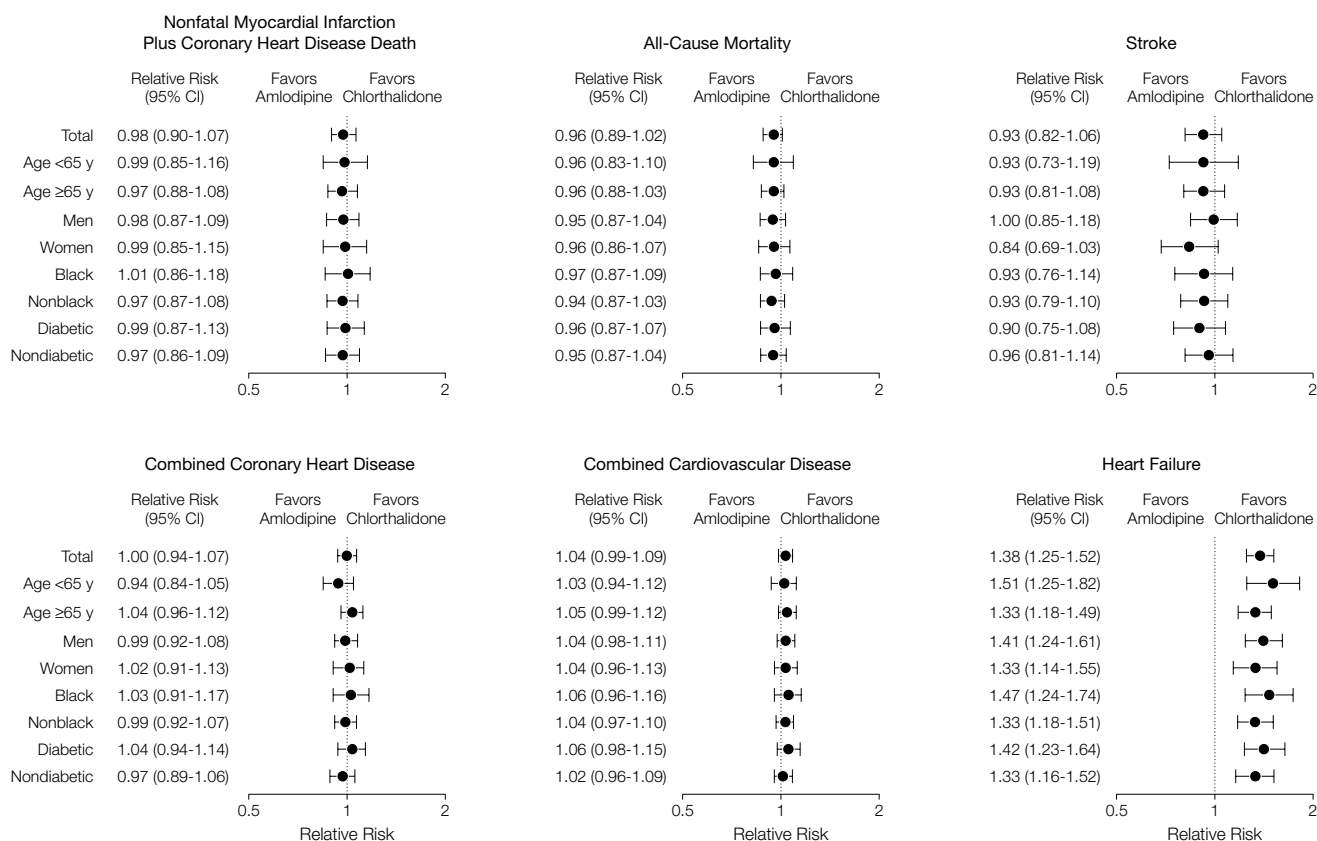 Nonfatal Myocardial Infarction
Plus Coronary Heart Disease Death
Relative Risk
(95% CI)
Favors
Amlodipine
Favors
Chlorthalidone
Total 0.98 (0.90-1.07)
Age <65 y 0.99 (0.85-1.16)
Age ≥65 y 0.97 (0.88-1.08)
Men 0.98 (0.87-1.09)
Women 0.99 (0.85-1.15)
Black 1.01 (0.86-1.18)
Nonblack 0.97 (0.87-1.08)
Diabetic 0.99 (0.87-1.13)
Nondiabetic 0.97 (0.86-1.09)
0.5 1 2
All-Cause Mortality
Relative Risk
(95% CI)
Favors
Amlodipine
Favors
Chlorthalidone
0.96 (0.89-1.02)
0.96 (0.83-1.10)
0.96 (0.88-1.03)
0.95 (0.87-1.04)
0.96 (0.86-1.07)
0.97 (0.87-1.09)
0.94 (0.87-1.03)
0.96 (0.87-1.07)
0.95 (0.87-1.04)
0.5 1 2
Stroke
Relative Risk
(95% CI)
Favors
Amlodipine
Favors
Chlorthalidone
0.93 (0.82-1.06)
0.93 (0.73-1.19)
0.93 (0.81-1.08)
1.00 (0.85-1.18)
0.84 (0.69-1.03)
0.93 (0.76-1.14)
0.93 (0.79-1.10)
0.90 (0.75-1.08)
0.96 (0.81-1.14)
0.5 1 2
Combined Coronary Heart Disease
Relative Risk
(95% CI)
Favors
Amlodipine
Favors
Chlorthalidone
Total 1.00 (0.94-1.07)
Age <65 y 0.94 (0.84-1.05)
Age ≥65 y 1.04 (0.96-1.12)
Men 0.99 (0.92-1.08)
Women 1.02 (0.91-1.13)
Black 1.03 (0.91-1.17)
Nonblack 0.99 (0.92-1.07)
Diabetic 1.04 (0.94-1.14)
Nondiabetic 0.97 (0.89-1.06)
0.5 1 2
Relative Risk
Combined Cardiovascular Disease
Relative Risk
(95% CI)
Favors
Amlodipine
Favors
Chlorthalidone
1.04 (0.99-1.09)
1.03 (0.94-1.12)
1.05 (0.99-1.12)
1.04 (0.98-1.11)
1.04 (0.96-1.13)
1.06 (0.96-1.16)
1.04 (0.97-1.10)
1.06 (0.98-1.15)
1.02 (0.96-1.09)
0.5 1 2
Relative Risk
Heart Failure
Relative Risk
(95% CI)
Favors
Amlodipine
Favors
Chlorthalidone
1.38 (1.25-1.52)
1.51 (1.25-1.82)
1.33 (1.18-1.49)
1.41 (1.24-1.61)
1.33 (1.14-1.55)
1.47 (1.24-1.74)
1.33 (1.18-1.51)
1.42 (1.23-1.64)
1.33 (1.16-1.52)
0.5 1 2
Relative Risk